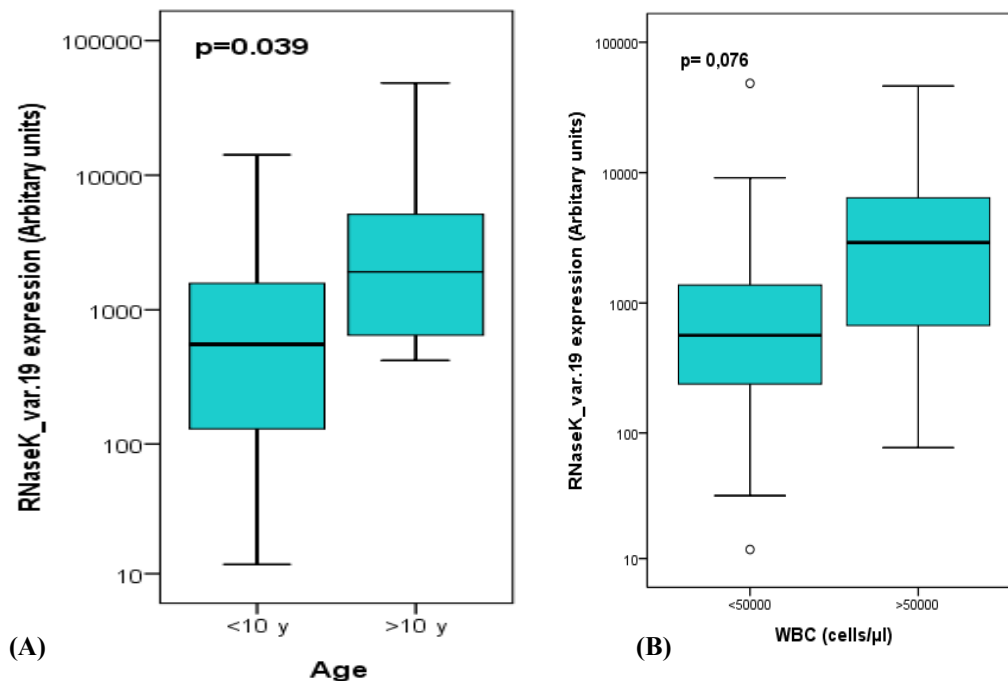 p=0.039
RNaseK_var.19 expression (Arbitary units)
100000
10000
1000
100
10
<10 y
>10 y
Age
(A)
p= 0,076
RNaseK_var.19 expression (Arbitary units)
100000
10000
1000
100
10
<50000
>50000
WBC (cells/µl)
(B)